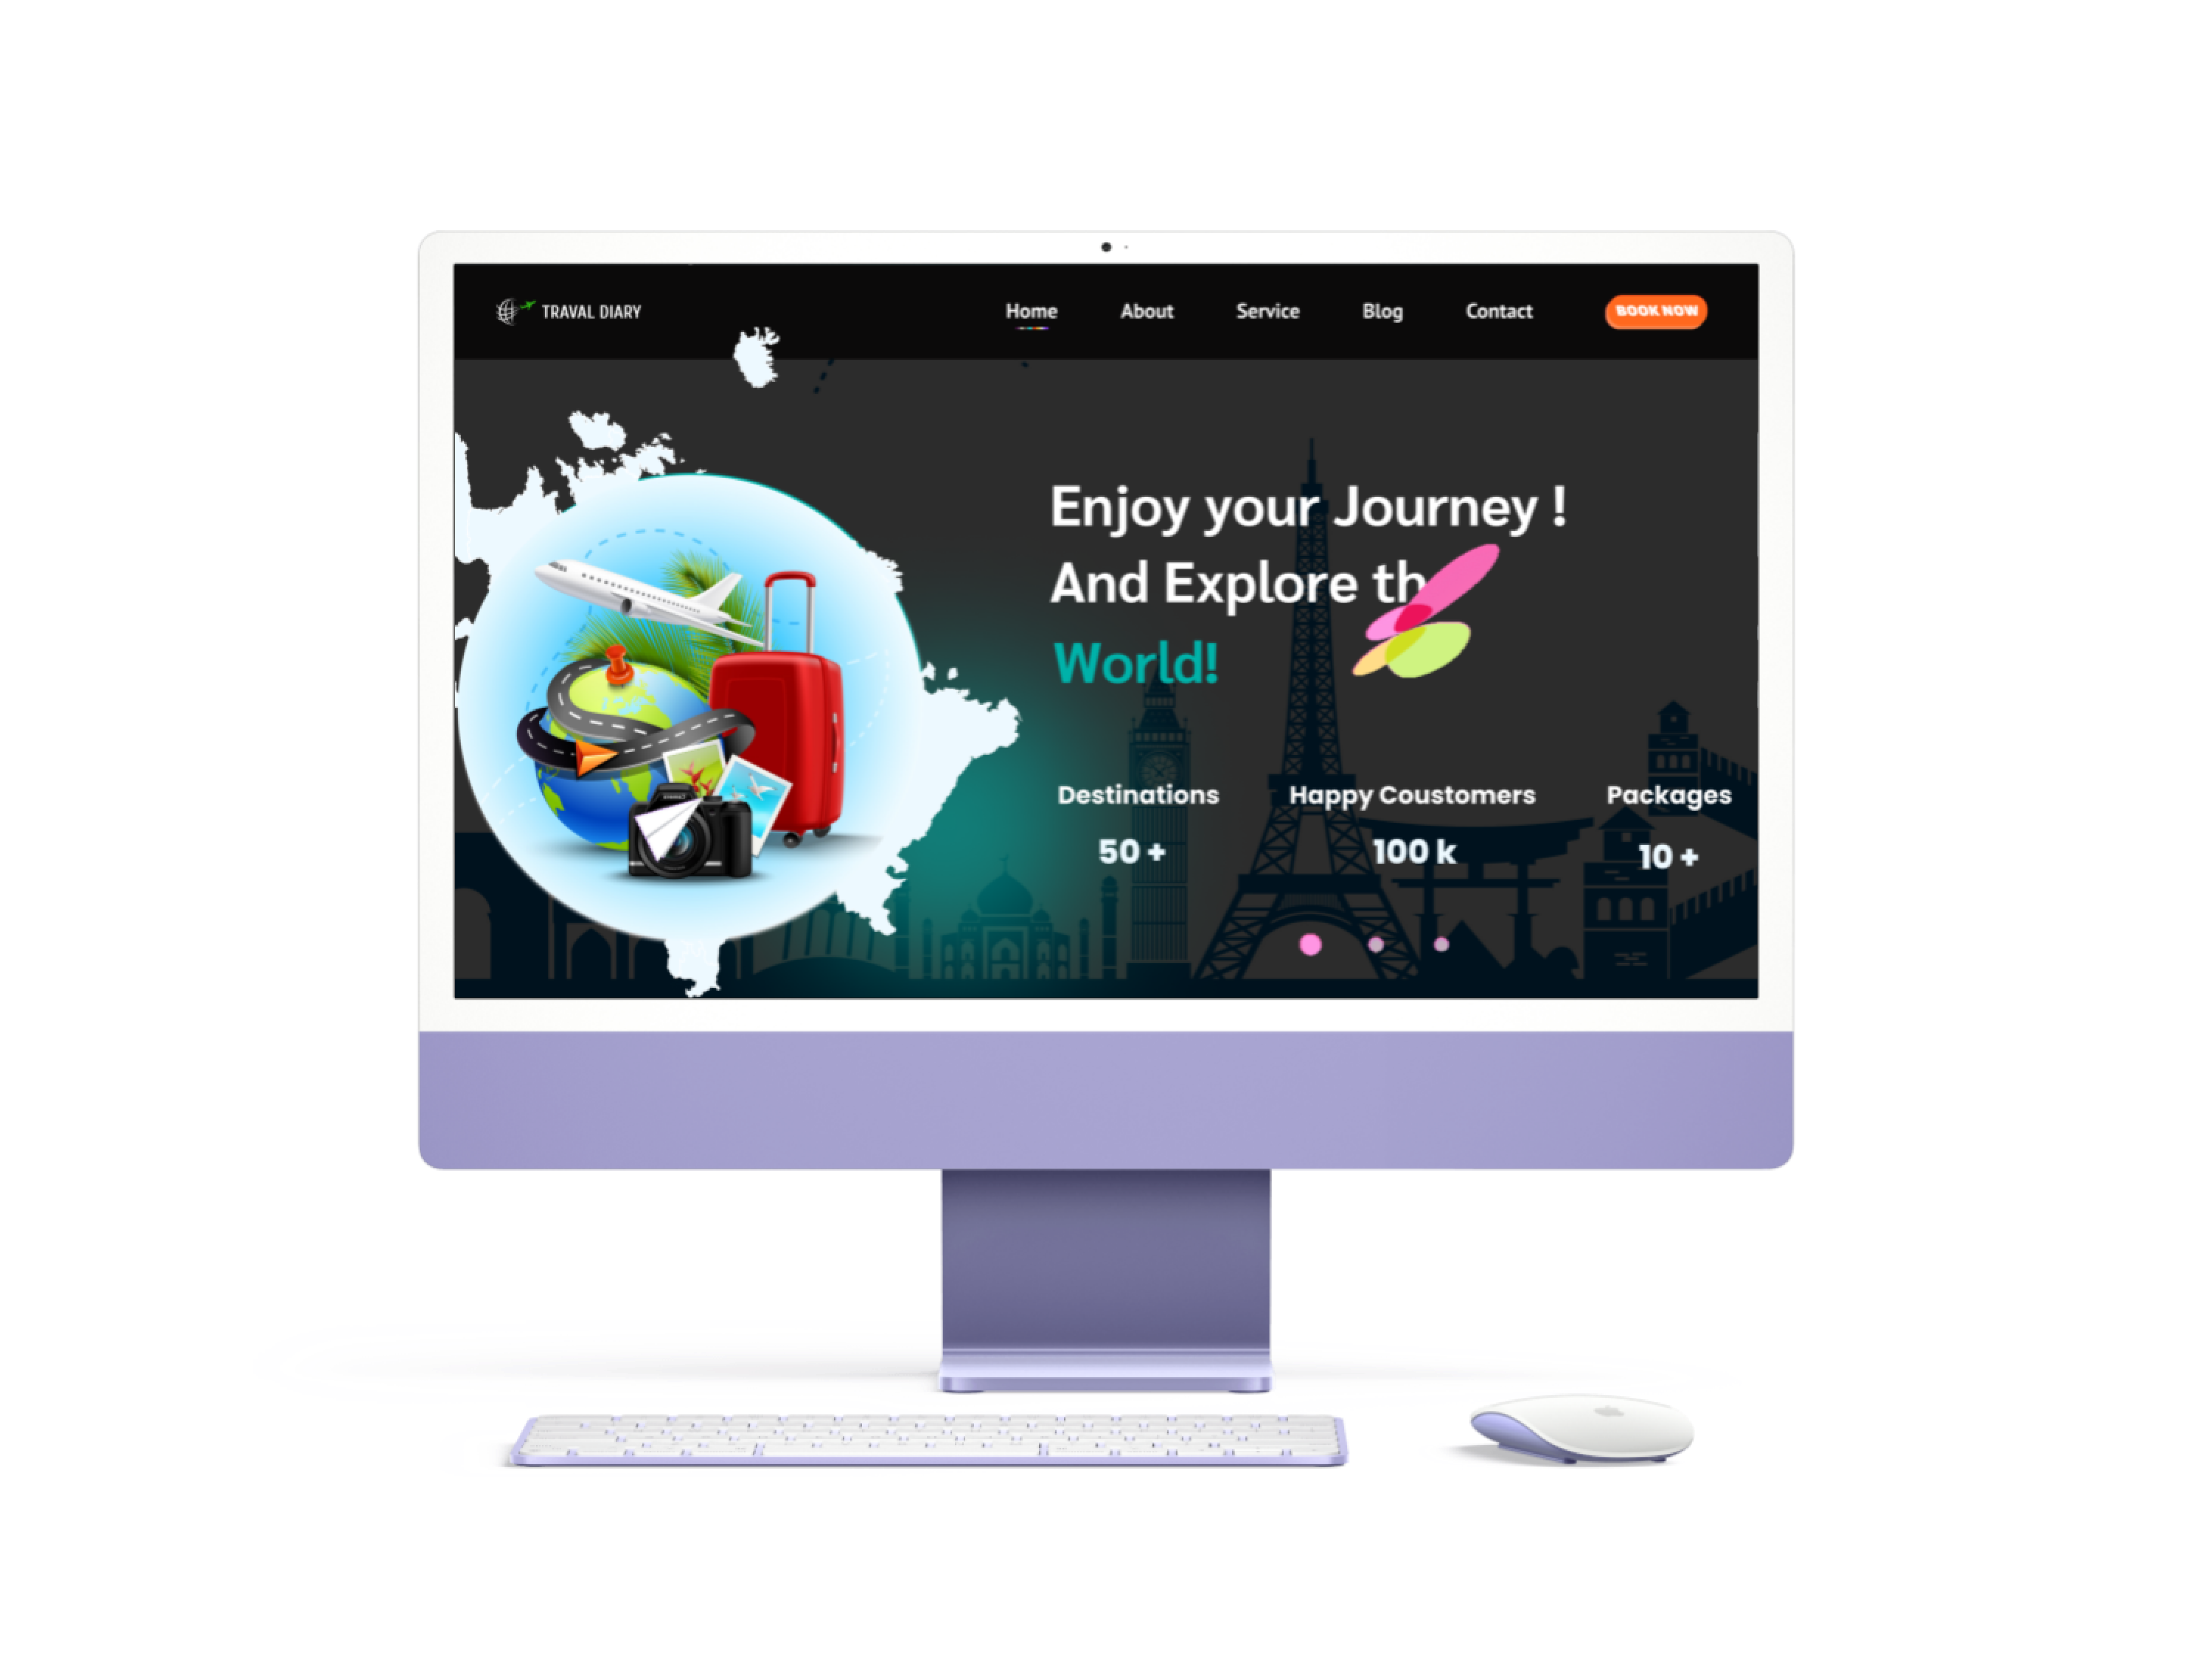 TRAVAL DIARY
Home
About
Service
Blog
Contact
BOOK NOW
Enjoy your Journey !
And Explore th
World!
Destinations
Happy Coustomers
Packages
50 +
100 k
10 +